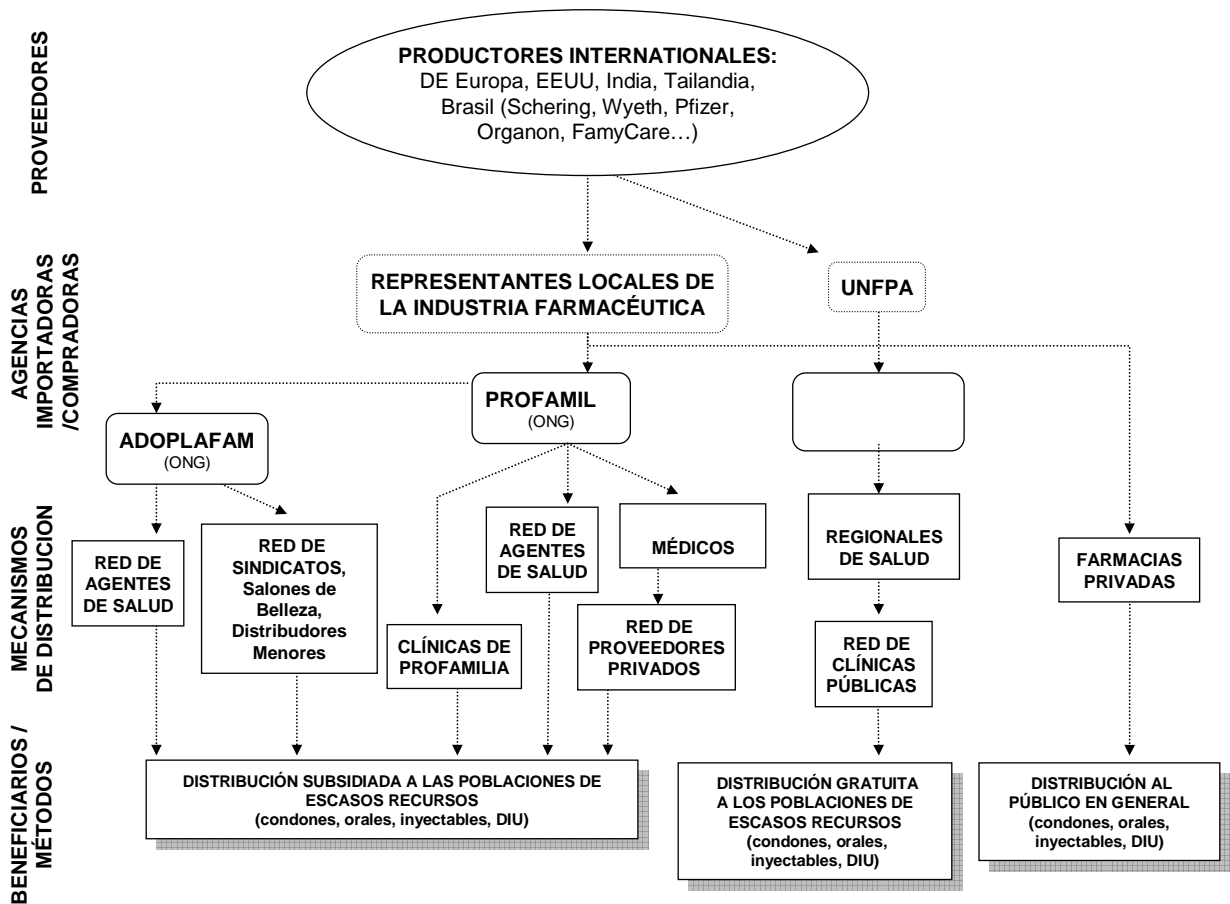 PROVEEDORES
PRODUCTORES INTERNATIONALES:
DE Europa, EEUU, India, Tailandia,
Brasil (Schering, Wyeth, Pfizer,
Organon, FamyCare…)
AGENCIAS
IMPORTADORAS
/COMPRADORAS
REPRESENTANTES LOCALES DE
LA INDUSTRIA FARMACÉUTICA
UNFPA
PROFAMIL
(ONG)
ADOPLAFAM
(ONG)
MECANISMOS
DE DISTRIBUCION
RED DE
AGENTES
DE SALUD
RED DE
SINDICATOS,
Salones de
Belleza,
Distribudores
Menores
CLÍNICAS DE
PROFAMILIA
RED DE
AGENTES
DE SALUD
MÉDICOS
RED DE
PROVEEDORES
PRIVADOS
REGIONALES
DE SALUD
RED DE
CLÍNICAS
PÚBLICAS
FARMACIAS
PRIVADAS
BENEFICIARIOS /
MÉTODOS
DISTRIBUCIÓN SUBSIDIADA A LAS POBLACIONES DE
ESCASOS RECURSOS
(condones, orales, inyectables, DIU)
DISTRIBUCIÓN GRATUITA
A LOS POBLACIONES DE
ESCASOS RECURSOS
(condones, orales,
inyectables, DIU)
DISTRIBUCIÓN AL
PÚBLICO EN GENERAL
(condones, orales,
inyectables, DIU)